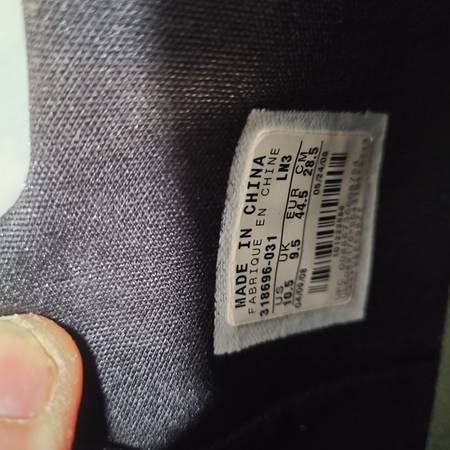 MADE IN CHINA
FABRIQUE EN CHINE
318696-031 LN3
US UK EUR CM
10.5 9.5 44.5 28.5
04/09/08 05/24/08